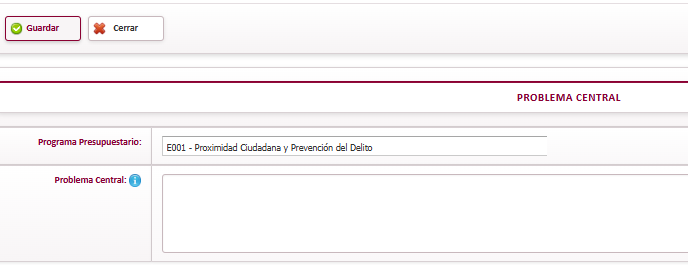 Guardar
Cerrar
PROBLEMA CENTRAL
Programa Presupuestario:
E001 - Proximidad Ciudadana y Prevención del Delito
Problema Central: